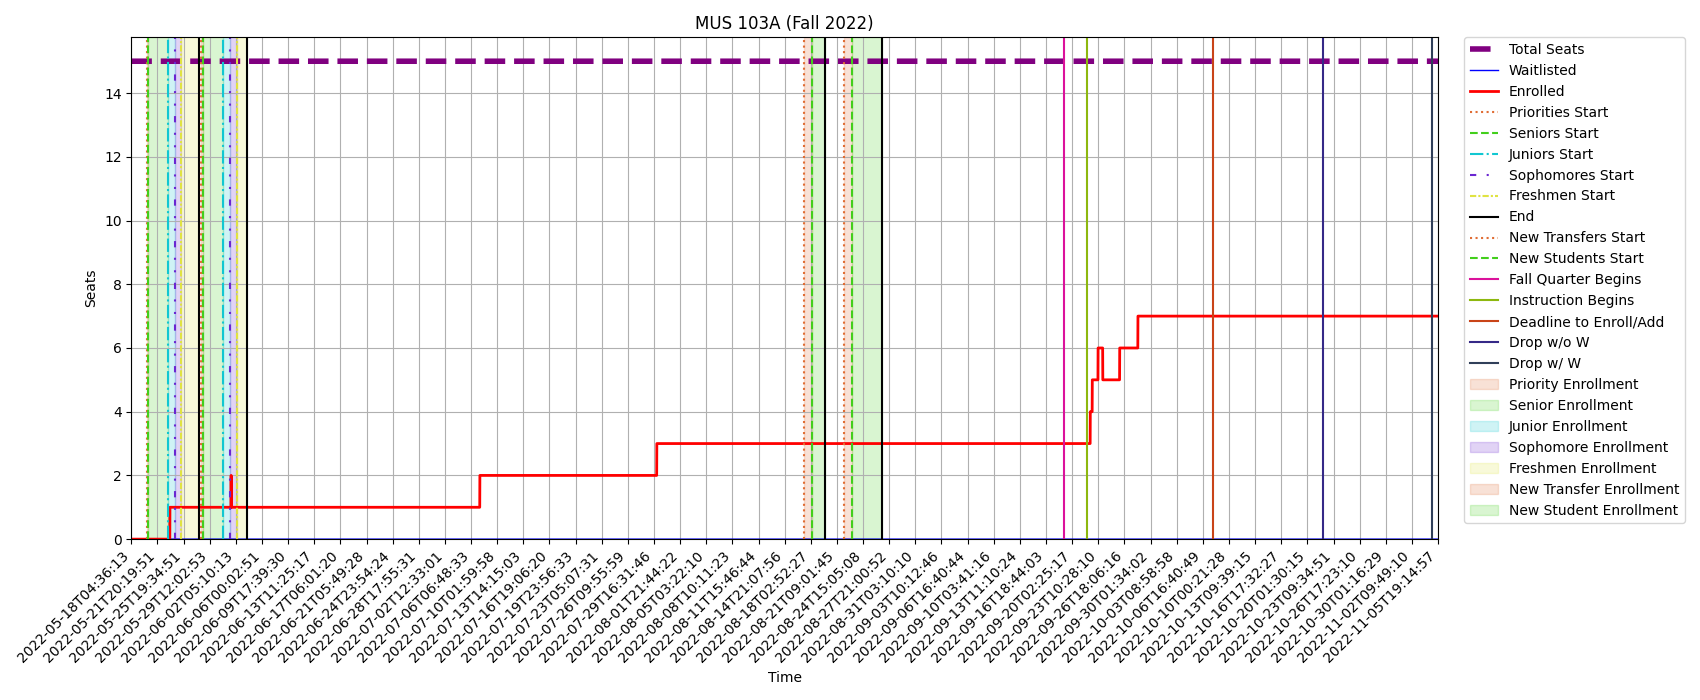 MUS 103A (Fall 2022)
Seats
14
12
10
8
6
4
2
0
2022-05-18T04:36:13
2022-05-21T20:19:51
2022-05-25T19:34:51
2022-05-29T12:02:53
2022-06-02T05:10:13
2022-06-06T00:02:51
2022-06-09T17:39:30
2022-06-13T11:25:17
2022-06-17T06:01:20
2022-06-21T05:49:28
2022-06-24T23:54:24
2022-06-28T17:55:31
2022-07-02T12:33:01
2022-07-06T06:48:33
2022-07-10T01:59:58
2022-07-13T14:15:03
2022-07-16T19:06:20
2022-07-19T23:56:33
2022-07-23T05:07:31
2022-07-26T09:55:59
2022-07-29T16:31:46
2022-08-01T21:44:22
2022-08-05T03:22:10
2022-08-08T10:11:23
2022-08-11T15:46:44
2022-08-14T21:07:56
2022-08-18T02:52:27
2022-08-21T09:01:45
2022-08-24T15:05:08
2022-08-27T21:00:52
2022-08-31T03:10:10
2022-09-03T10:12:46
2022-09-06T16:40:44
2022-09-10T03:41:16
2022-09-13T11:10:24
2022-09-16T18:44:03
2022-09-20T02:25:17
2022-09-23T10:28:10
2022-09-26T18:06:16
2022-09-30T01:34:02
2022-10-03T08:58:58
2022-10-06T16:40:49
2022-10-10T00:21:28
2022-10-13T09:39:15
2022-10-16T17:32:27
2022-10-20T01:30:15
2022-10-23T09:34:51
2022-10-26T17:23:10
2022-10-30T01:16:29
2022-11-02T09:49:10
2022-11-05T19:14:57
Time
Total Seats
Waitlisted
Enrolled
Priorities Start
Seniors Start
Juniors Start
Sophomores Start
Freshmen Start
End
New Transfers Start
New Students Start
Fall Quarter Begins
Instruction Begins
Deadline to Enroll/Add
Drop w/o W
Drop w/ W
Priority Enrollment
Senior Enrollment
Junior Enrollment
Sophomore Enrollment
Freshmen Enrollment
New Transfer Enrollment
New Student Enrollment